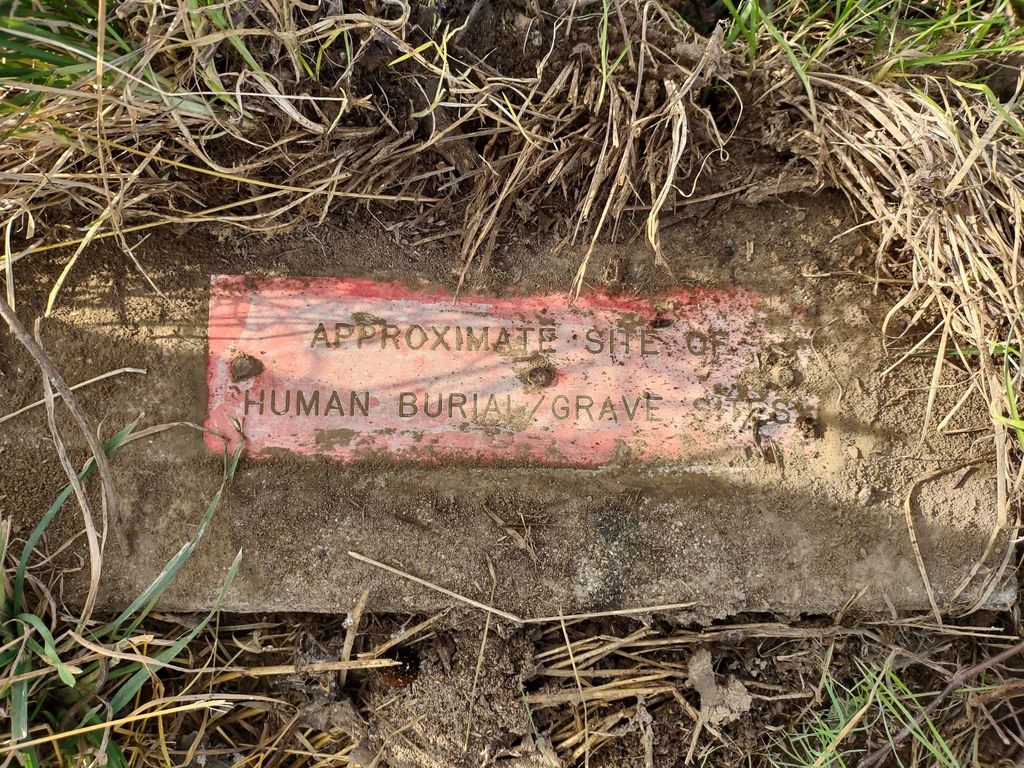 APPROXIMATE SITE OF
HUMAN BURIAL/GRAVE SITES